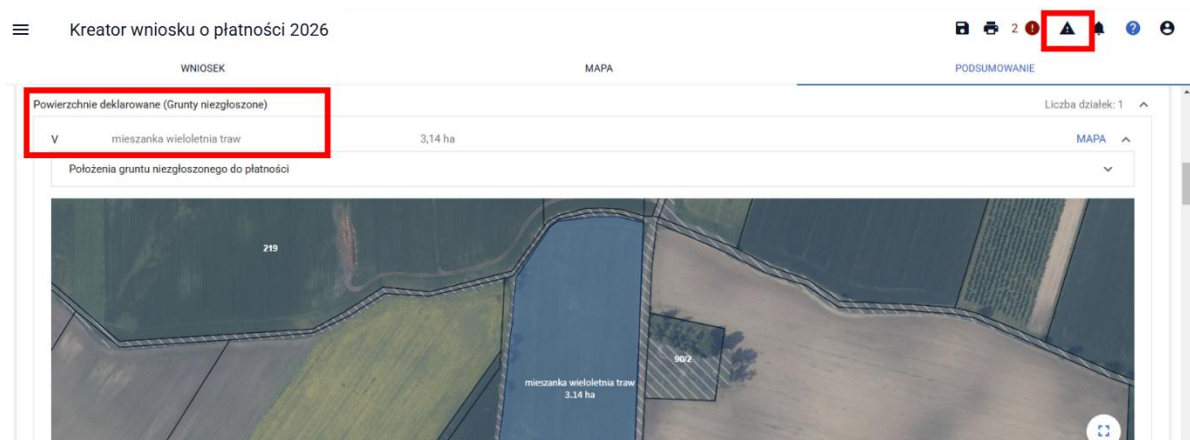 Kreator wniosku o płatności 2026
2
WNIOSEK
MAPA
PODSUMOWANIE
Powierzchnie deklarowane (Grunty niezgłoszone)
Liczba działek: 1
V mieszanka wieloletnia traw 3,14 ha MAPA
Położenia gruntu niezgłoszonego do płatności
219
90/2
mieszanka wieloletnia traw
3.14 ha